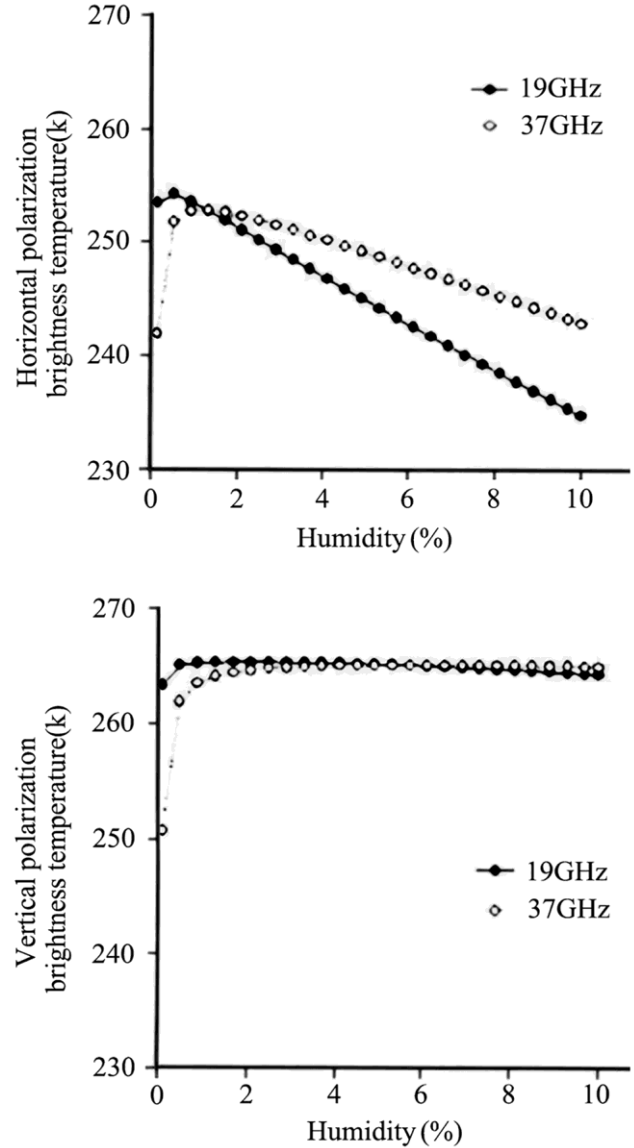 270
260
250
240
230
Horizontal polarization
brightness temperature(k)
19GHz
37GHz
0 2 4 6 8 10
Humidity (%)
270
260
250
240
230
Vertical polarization
brightness temperature(k)
19GHz
37GHz
0 2 4 6 8 10
Humidity (%)